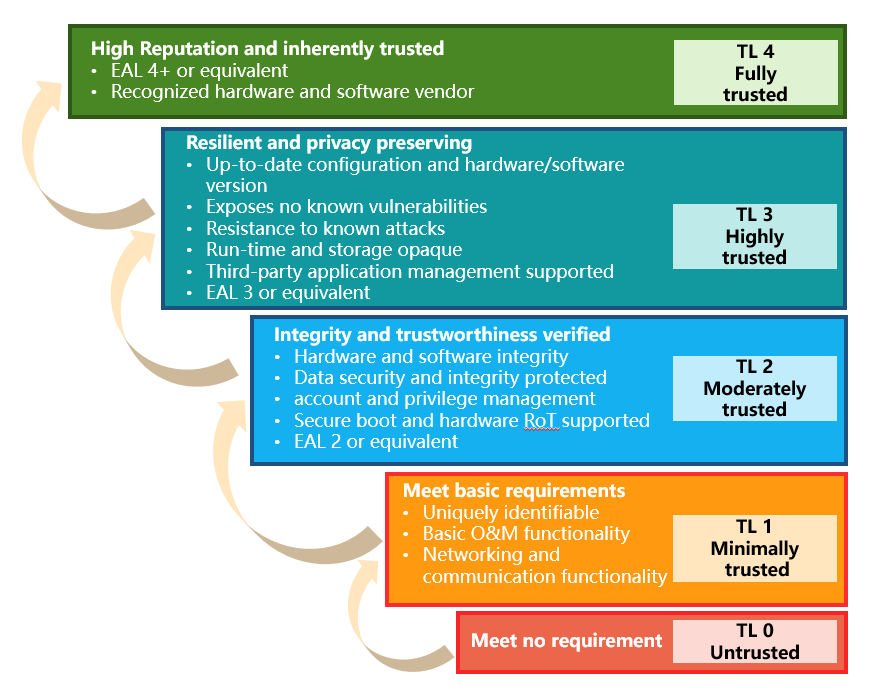 High Reputation and inherently trusted
• EAL 4+ or equivalent
• Recognized hardware and software vendor
TL 4
Fully
trusted
Resilient and privacy preserving
• Up-to-date configuration and hardware/software
version
• Exposes no known vulnerabilities
• Resistance to known attacks
• Run-time and storage opaque
• Third-party application management supported
• EAL 3 or equivalent
TL 3
Highly
trusted
Integrity and trustworthiness verified
• Hardware and software integrity
• Data security and integrity protected
• account and privilege management
• Secure boot and hardware RoT supported
• EAL 2 or equivalent
TL 2
Moderately
trusted
Meet basic requirements
• Uniquely identifiable
• Basic O&M functionality
• Networking and
communication functionality
TL 1
Minimally
trusted
Meet no requirement
TL 0
Untrusted